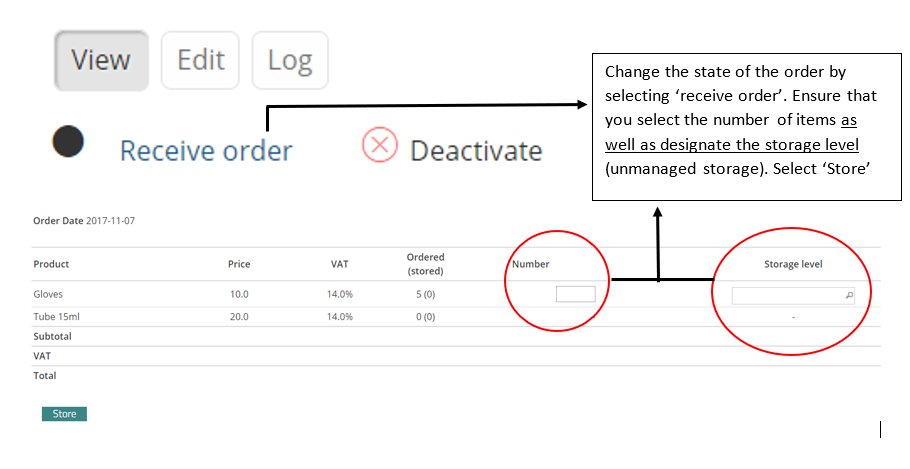 View Edit Log
Change the state of the order by
selecting ‘receive order’. Ensure that
you select the number of items as
well as designate the storage level
(unmanaged storage). Select ‘Store’
Receive order Deactivate
Order Date 2017-11-07
Product Price VAT Ordered (stored) Number Storage level
Gloves 10.0 14.0% 5 (0)
Tube 15ml 20.0 14.0% 0 (0) -
Subtotal
VAT
Total
Store